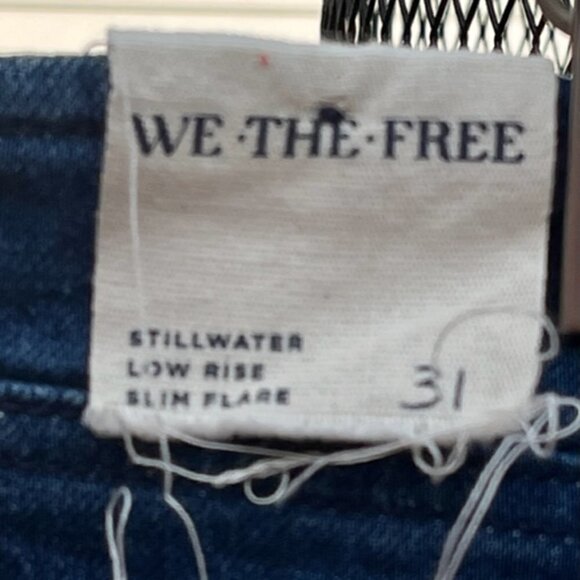 WE·THE·FREE
STILLWATER
LOW RISE
SLIM FLARE
31